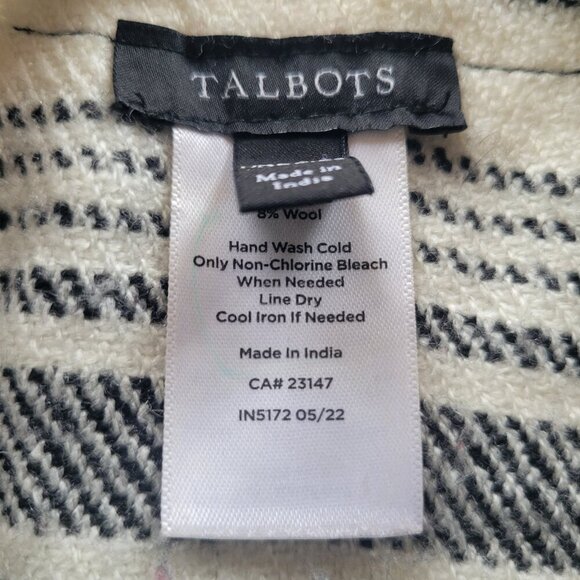 TALBOTS
Made in
India
8% Wool
Hand Wash Cold
Only Non-Chlorine Bleach
When Needed
Line Dry
Cool Iron If Needed
Made In India
CA# 23147
IN5172 05/22